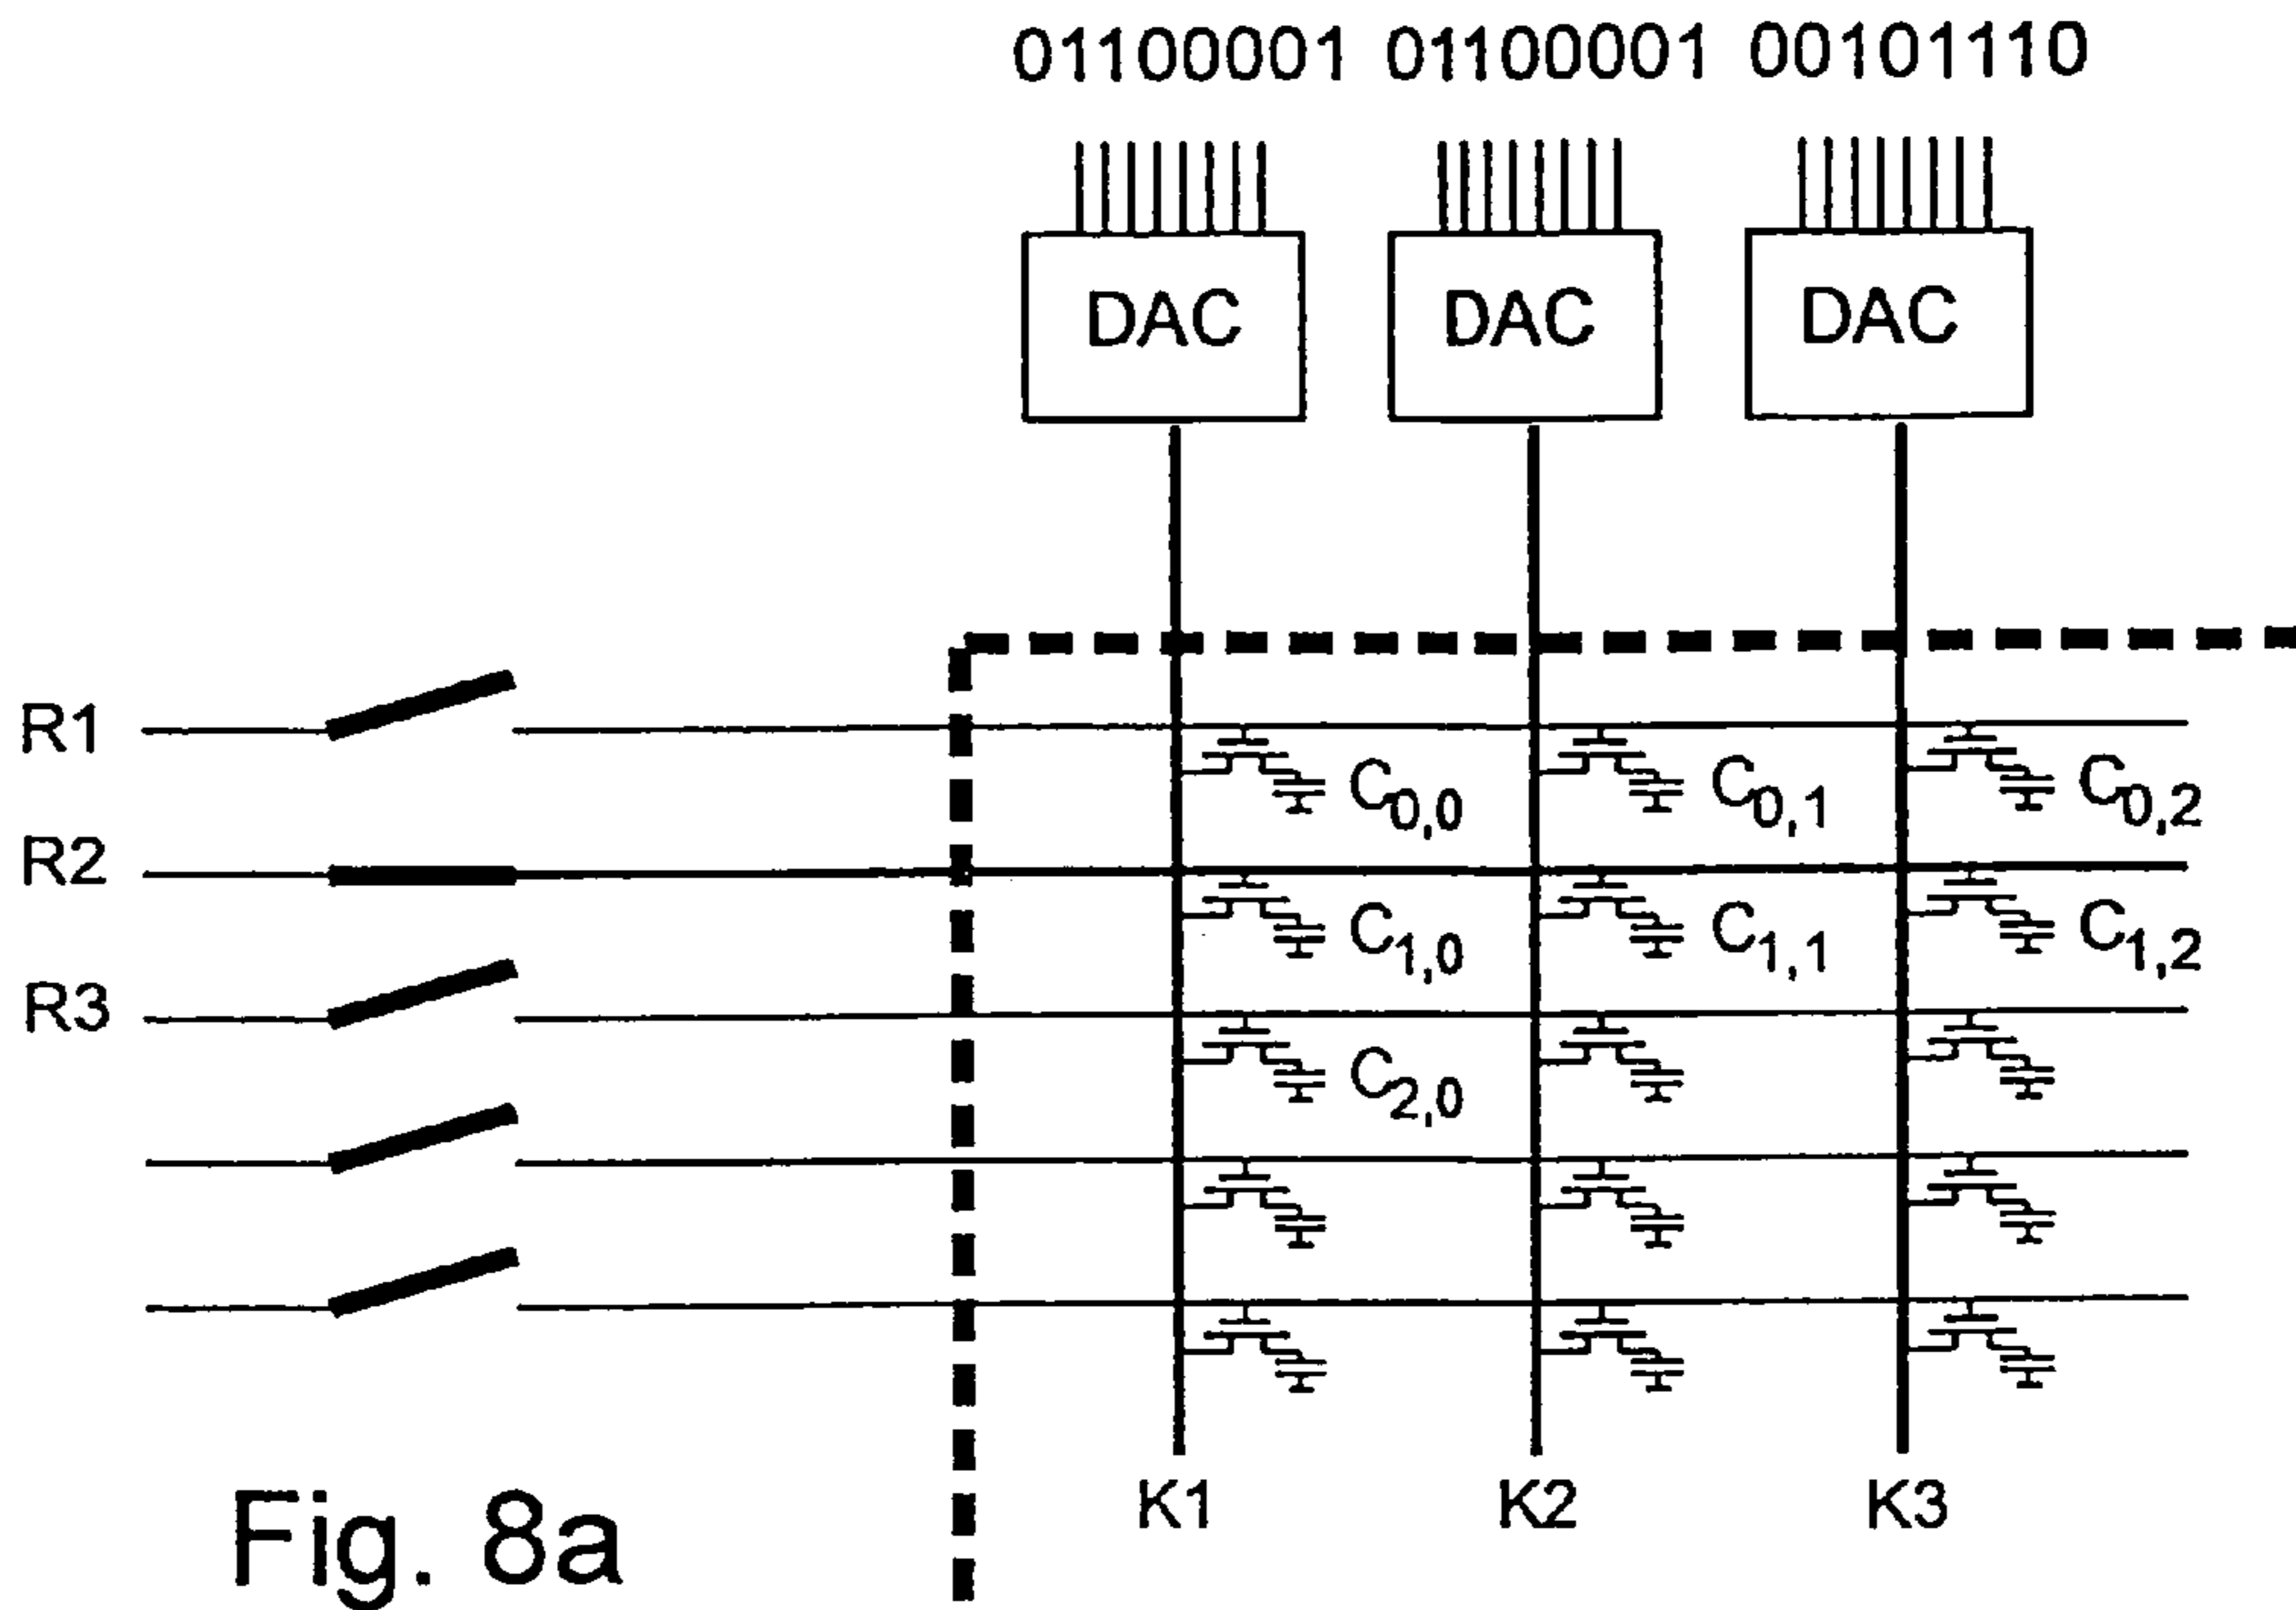 01100001 01100001 00101110
DAC DAC DAC
R1
C0,0 C0,1 C0,2
R2
C1,0 C1,1 C1,2
R3
C2,0
K1 K2 K3
Fig. 8a